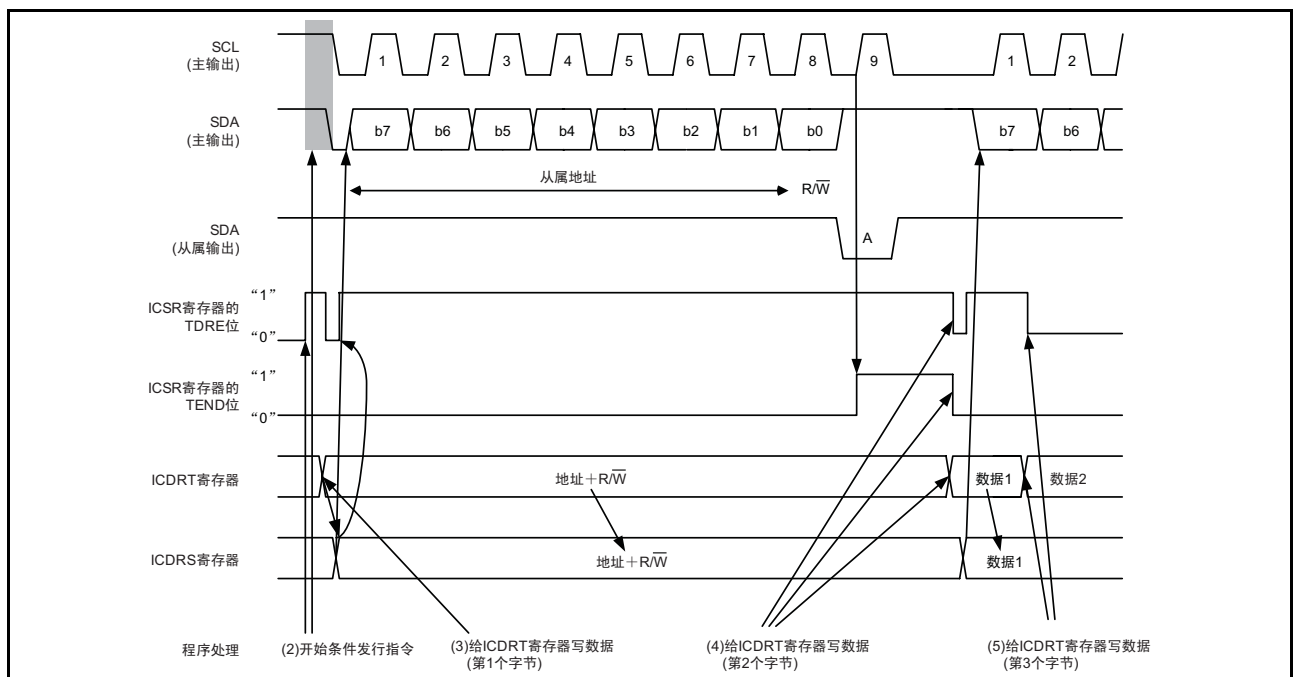 SCL
(主输出)
1 2 3 4 5 6 7 8 9 1 2
SDA
(主输出)
b7 b6 b5 b4 b3 b2 b1 b0 b7 b6
从属地址 R/W̅
SDA
(从属输出)
A
“1”
ICSR寄存器的
TDRE位
“0”
“1”
ICSR寄存器的
TEND位
“0”
ICDRT寄存器 地址+R/W̅ 数据1 数据2
ICDRS寄存器 地址+R/W̅ 数据1
程序处理 (2)开始条件发行指令 (3)给ICDRT寄存器写数据 (4)给ICDRT寄存器写数据 (5)给ICDRT寄存器写数据
(第1个字节) (第2个字节) (第3个字节)